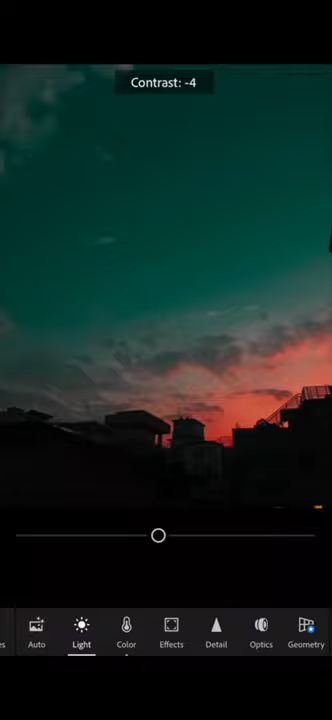 Contrast: -4
Auto
Light
Color
Effects
Detail
Optics
Geometry